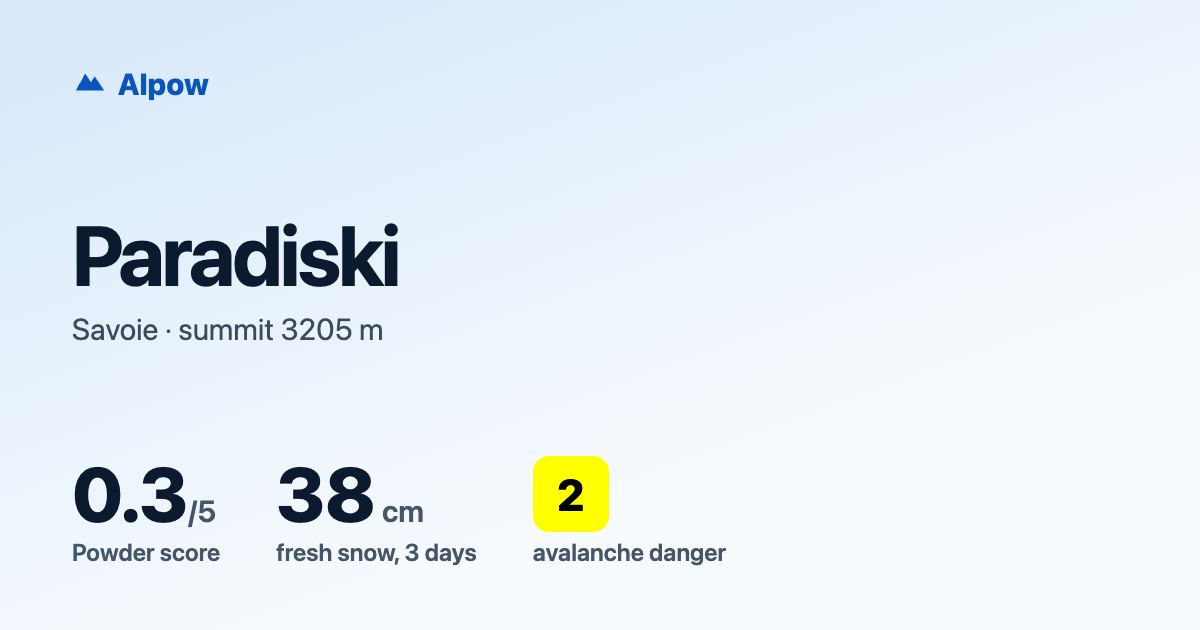 Alpow
Paradiski
Savoie · summit 3205 m
0.3/5
Powder score
38 cm
fresh snow, 3 days
2
avalanche danger